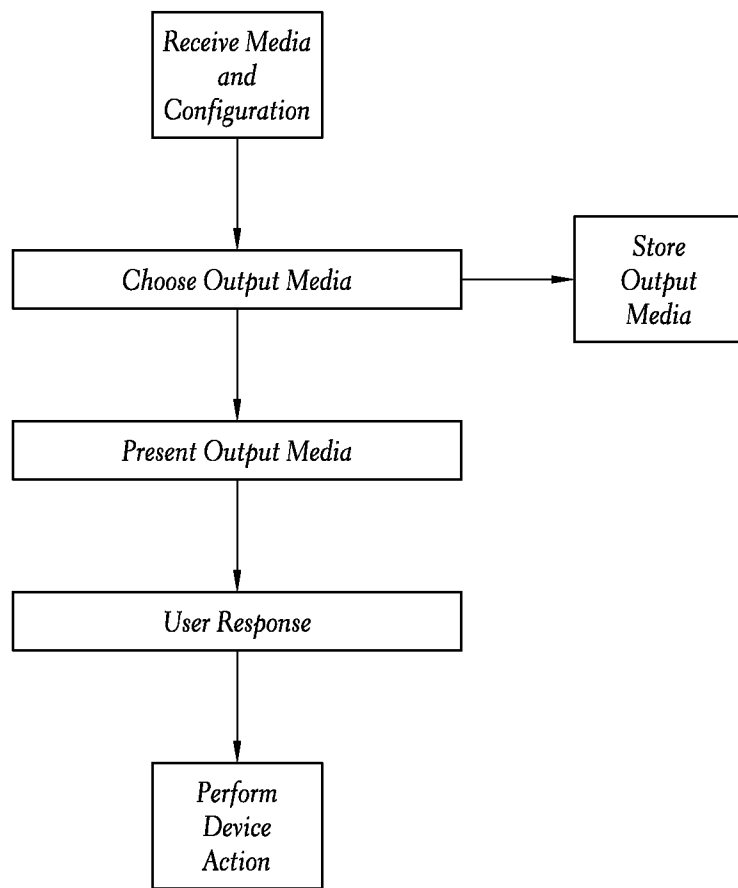 Receive Media
and
Configuration
Choose Output Media
Store
Output
Media
Present Output Media
User Response
Perform
Device
Action